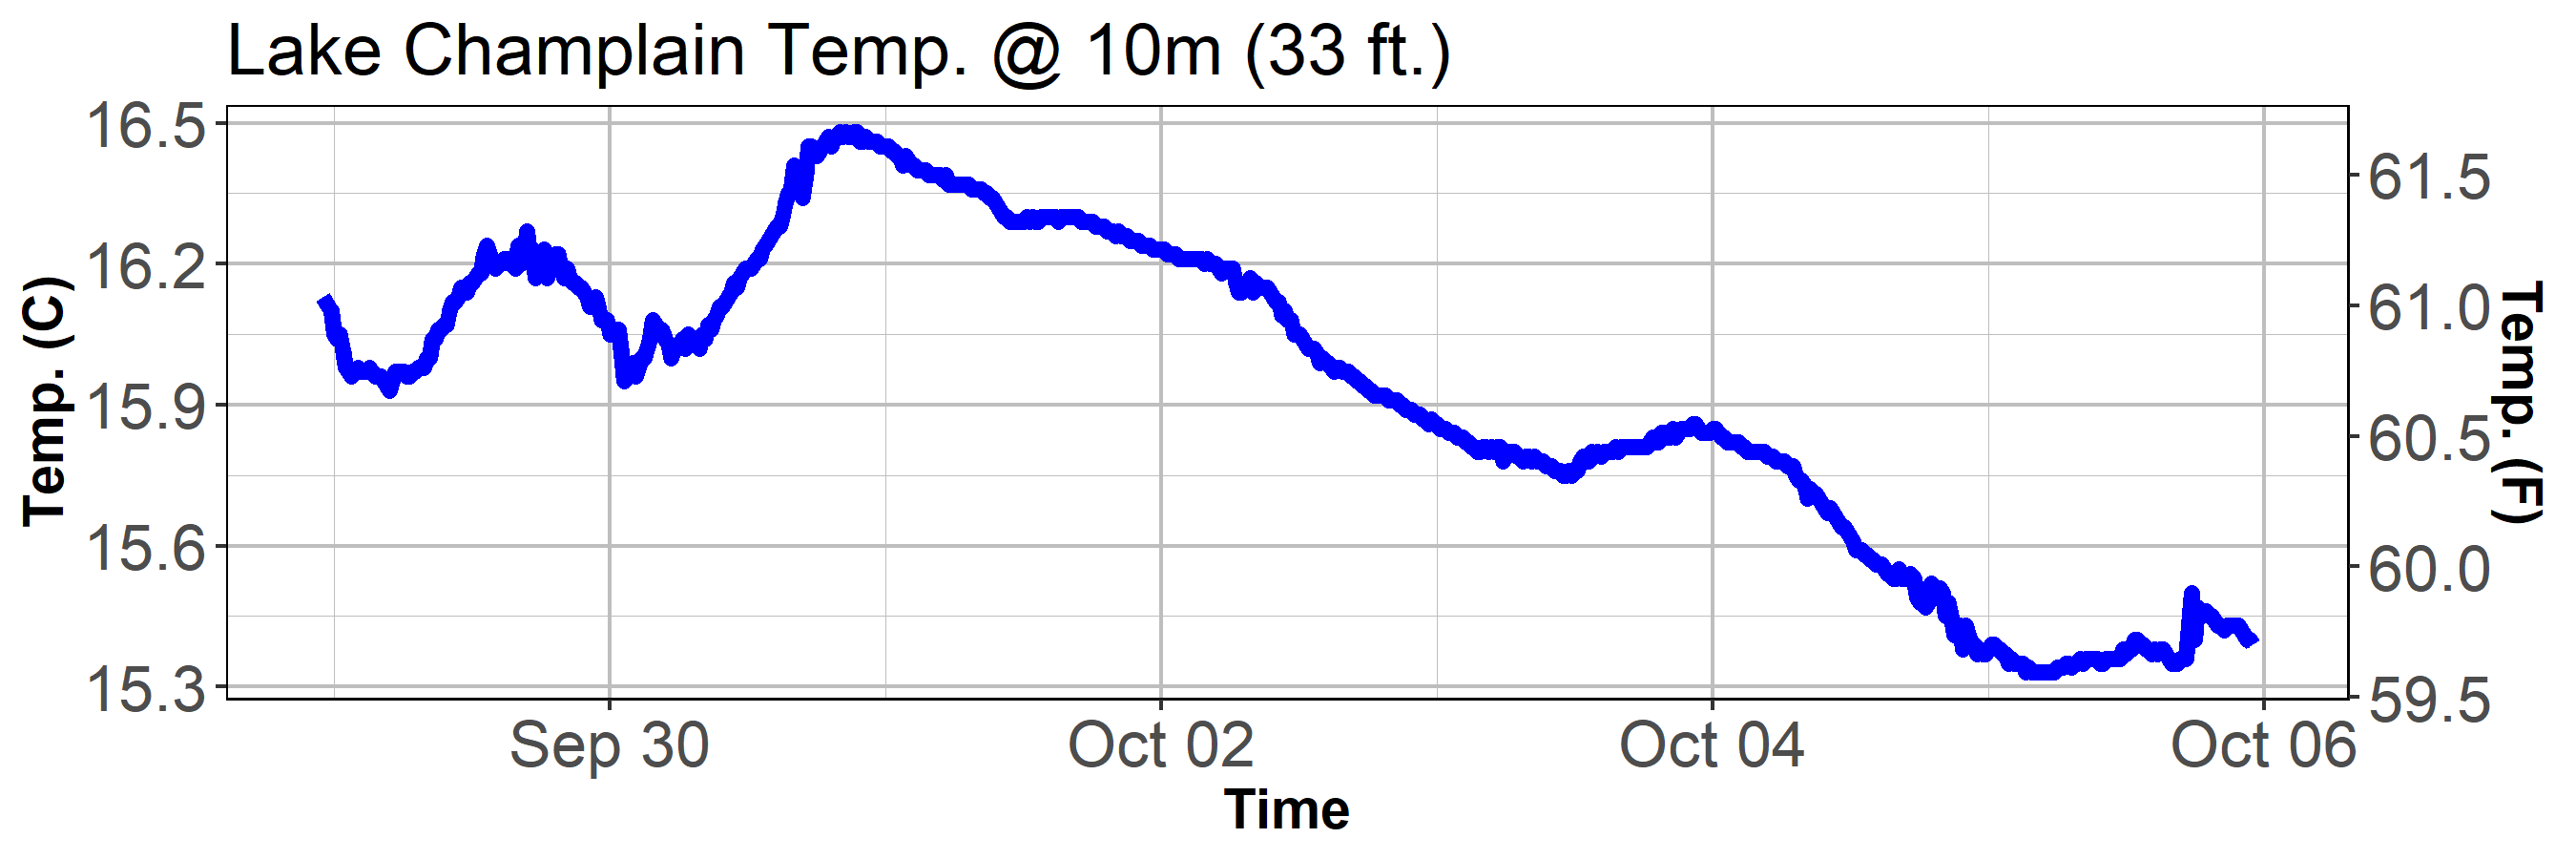 Lake Champlain Temp. @ 10m (33 ft.)
Temp. (C)
16.5
16.2
15.9
15.6
15.3
61.5
61.0
60.5
60.0
59.5
Temp. (F)
Sep 30
Oct 02
Oct 04
Oct 06
Time